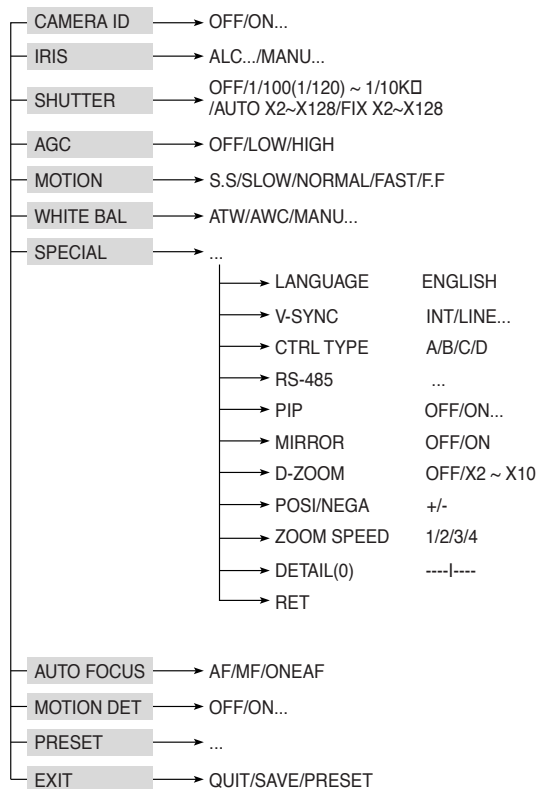 CAMERA ID OFF/ON...
IRIS ALC.../MANU...
SHUTTER OFF/1/100(1/120) ~ 1/10K□
/AUTO X2~X128/FIX X2~X128
AGC OFF/LOW/HIGH
MOTION S.S/SLOW/NORMAL/FAST/F.F
WHITE BAL ATW/AWC/MANU...
SPECIAL ...
LANGUAGE ENGLISH
V-SYNC INT/LINE...
CTRL TYPE A/B/C/D
RS-485 ...
PIP OFF/ON...
MIRROR OFF/ON
D-ZOOM OFF/X2 ~ X10
POSI/NEGA +/-
ZOOM SPEED 1/2/3/4
DETAIL(0) ----I----
RET
AUTO FOCUS AF/MF/ONEAF
MOTION DET OFF/ON...
PRESET ...
EXIT QUIT/SAVE/PRESET